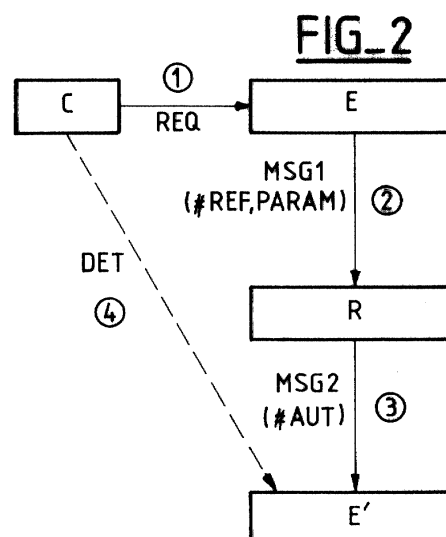 FIG_2
①
C
E
REQ
MSG1
(#REF,PARAM)
②
DET
④
R
MSG2
(#AUT)
③
E'